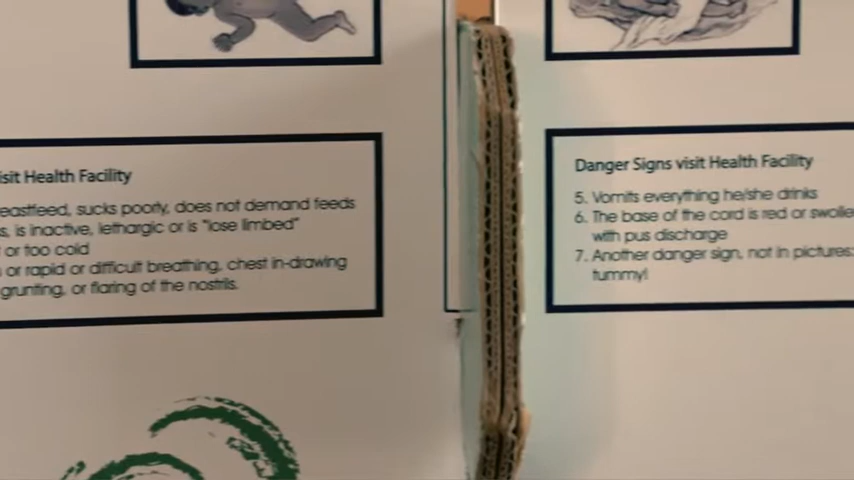 isit Health Facility
eastfeed, sucks poorly, does not demand feeds
s, is inactive, lethargic or is "lose limbed"
or too cold
or rapid or difficult breathing, chest in-drawing
grunting, or flaring of the nostrils.
Danger Signs visit Health Facility
5. Vomits everything he/she drinks
6. The base of the cord is red or swolle
with pus discharge
7. Another danger sign, not in pictures:
tummy!